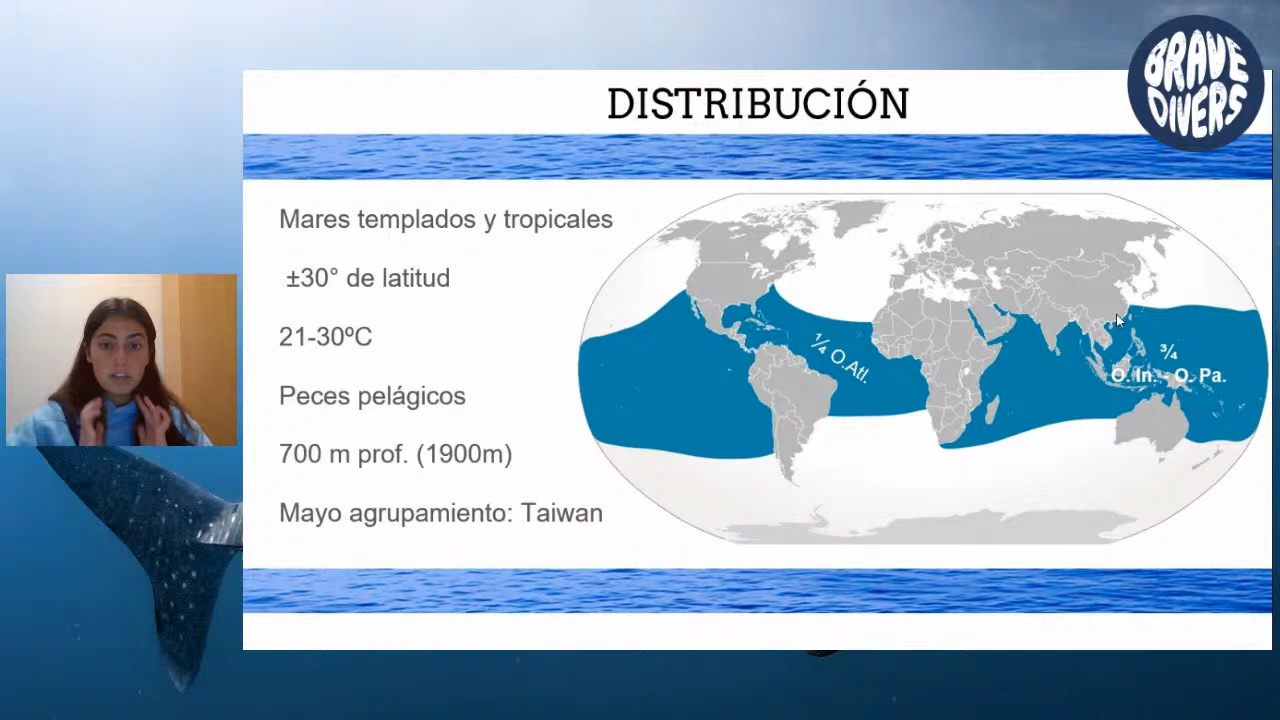 BRAVE
DIVERS
DISTRIBUCIÓN
Mares templados y tropicales
±30° de latitud
21-30ºC
Peces pelágicos
700 m prof. (1900m)
Mayo agrupamiento: Taiwan
¼ O.Atl.
¾
O. In. - O. Pa.